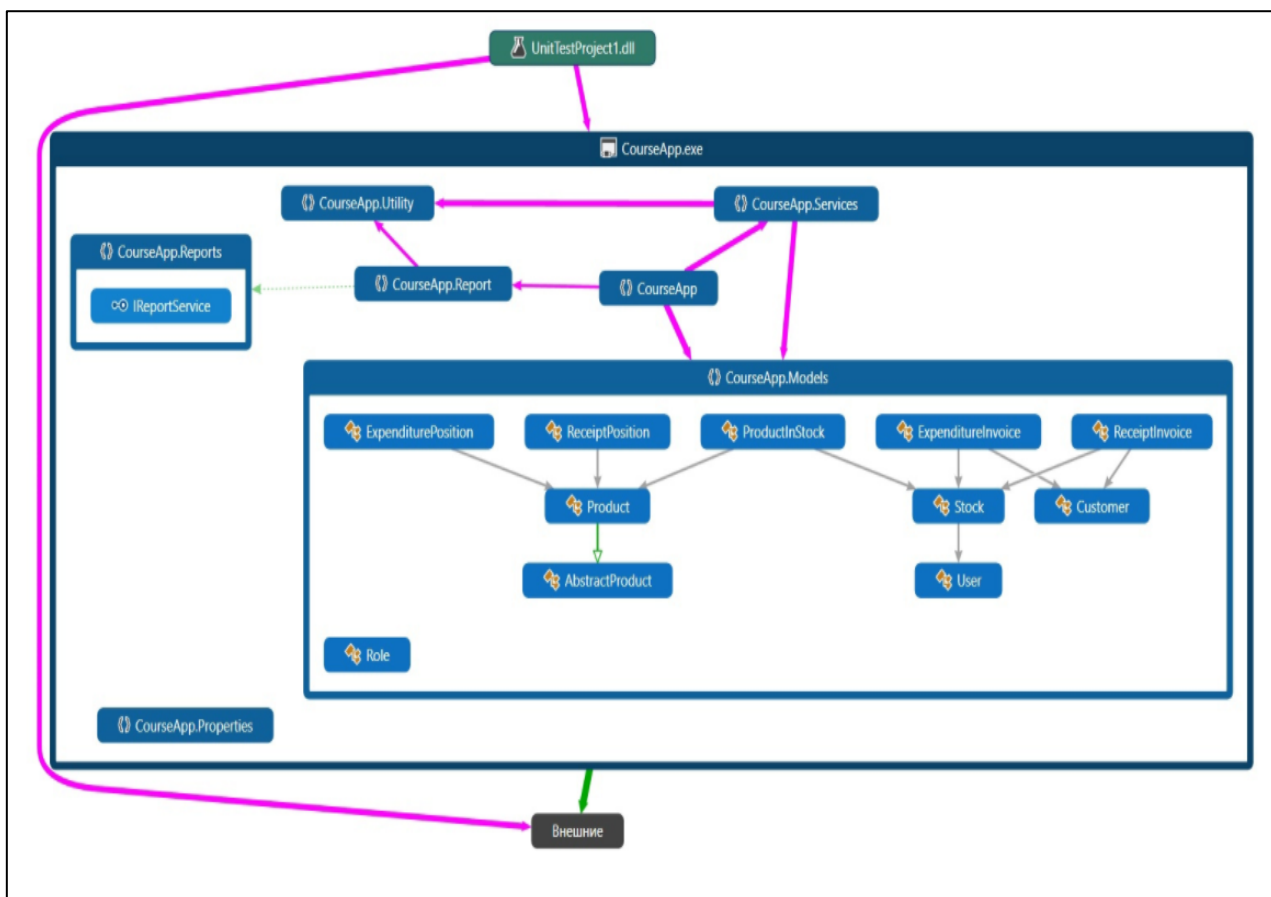 UnitTestProject1.dll
CourseApp.exe
CourseApp.Utility
CourseApp.Services
CourseApp.Reports
IReportService
CourseApp.Report
CourseApp
CourseApp.Models
ExpenditurePosition
ReceiptPosition
ProductInStock
ExpenditureInvoice
ReceiptInvoice
Product
Stock
Customer
AbstractProduct
User
Role
CourseApp.Properties
Внешние